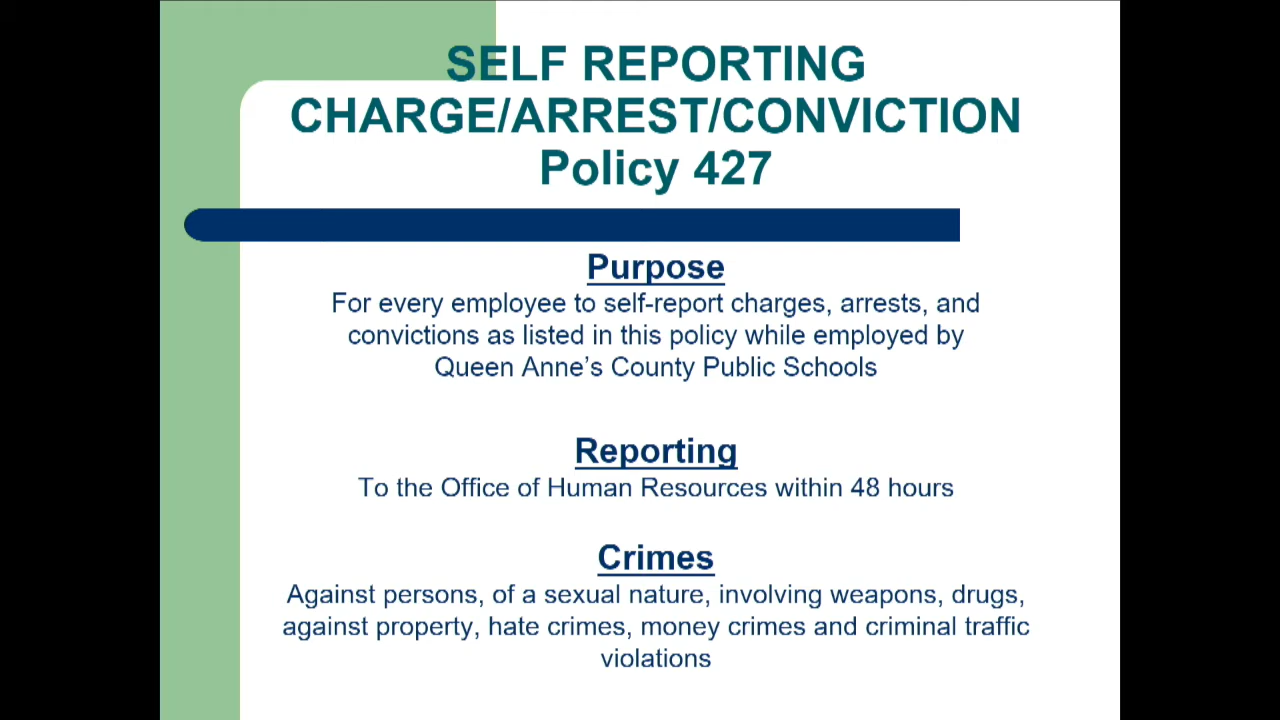 SELF REPORTING
CHARGE/ARREST/CONVICTION
Policy 427
Purpose
For every employee to self-report charges, arrests, and
convictions as listed in this policy while employed by
Queen Anne’s County Public Schools
Reporting
To the Office of Human Resources within 48 hours
Crimes
Against persons, of a sexual nature, involving weapons, drugs,
against property, hate crimes, money crimes and criminal traffic
violations